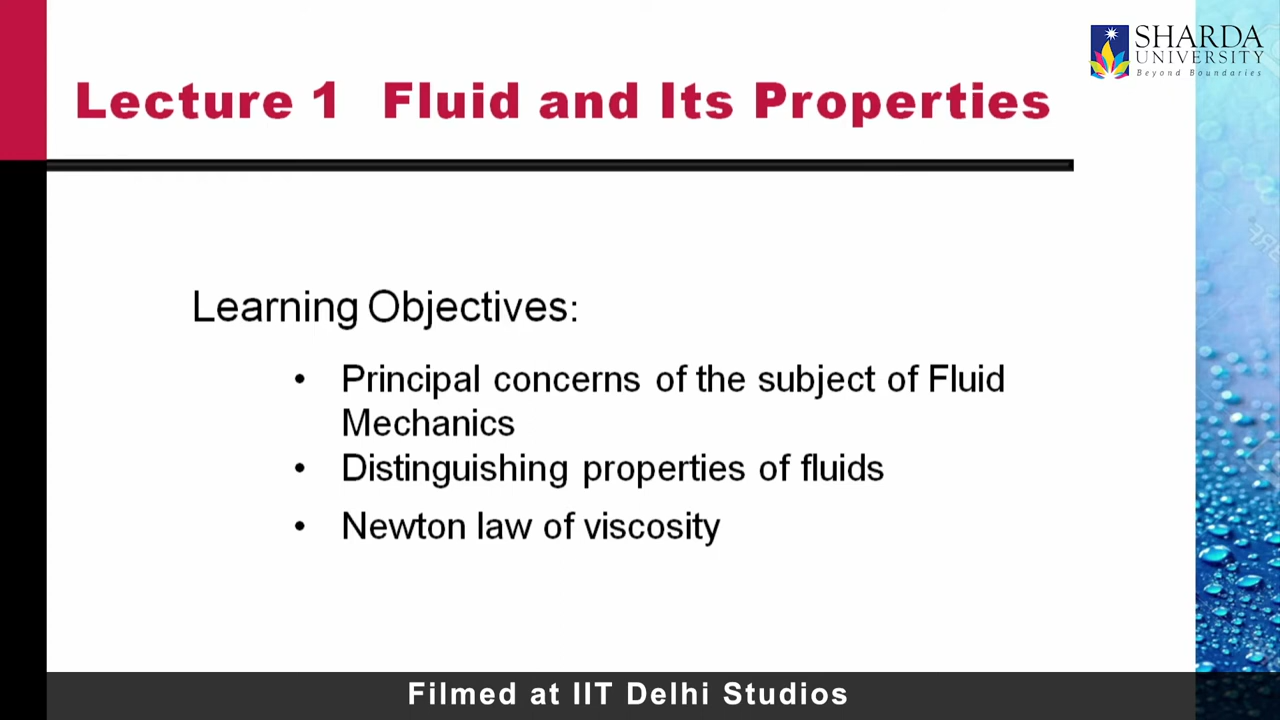 SHARDA
UNIVERSITY
Beyond Boundaries
Lecture 1 Fluid and Its Properties
Learning Objectives:
• Principal concerns of the subject of Fluid
Mechanics
• Distinguishing properties of fluids
• Newton law of viscosity
Filmed at IIT Delhi Studios